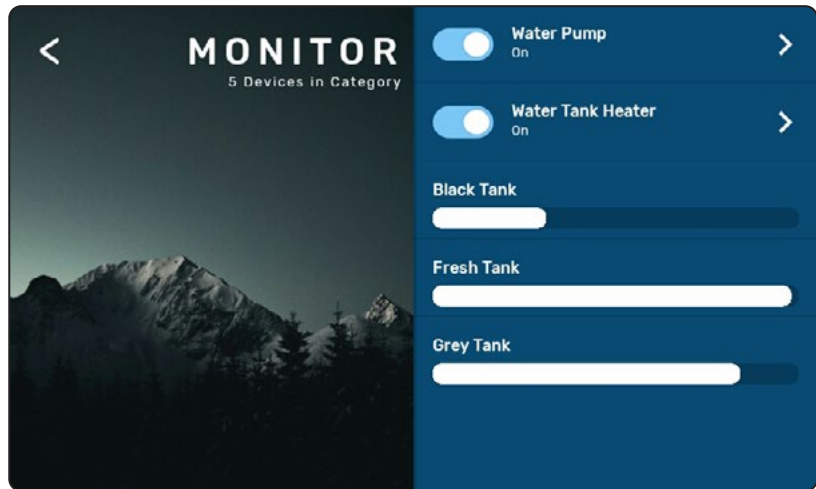 MONITOR
5 Devices in Category
Water Pump
On
Water Tank Heater
On
Black Tank
Fresh Tank
Grey Tank